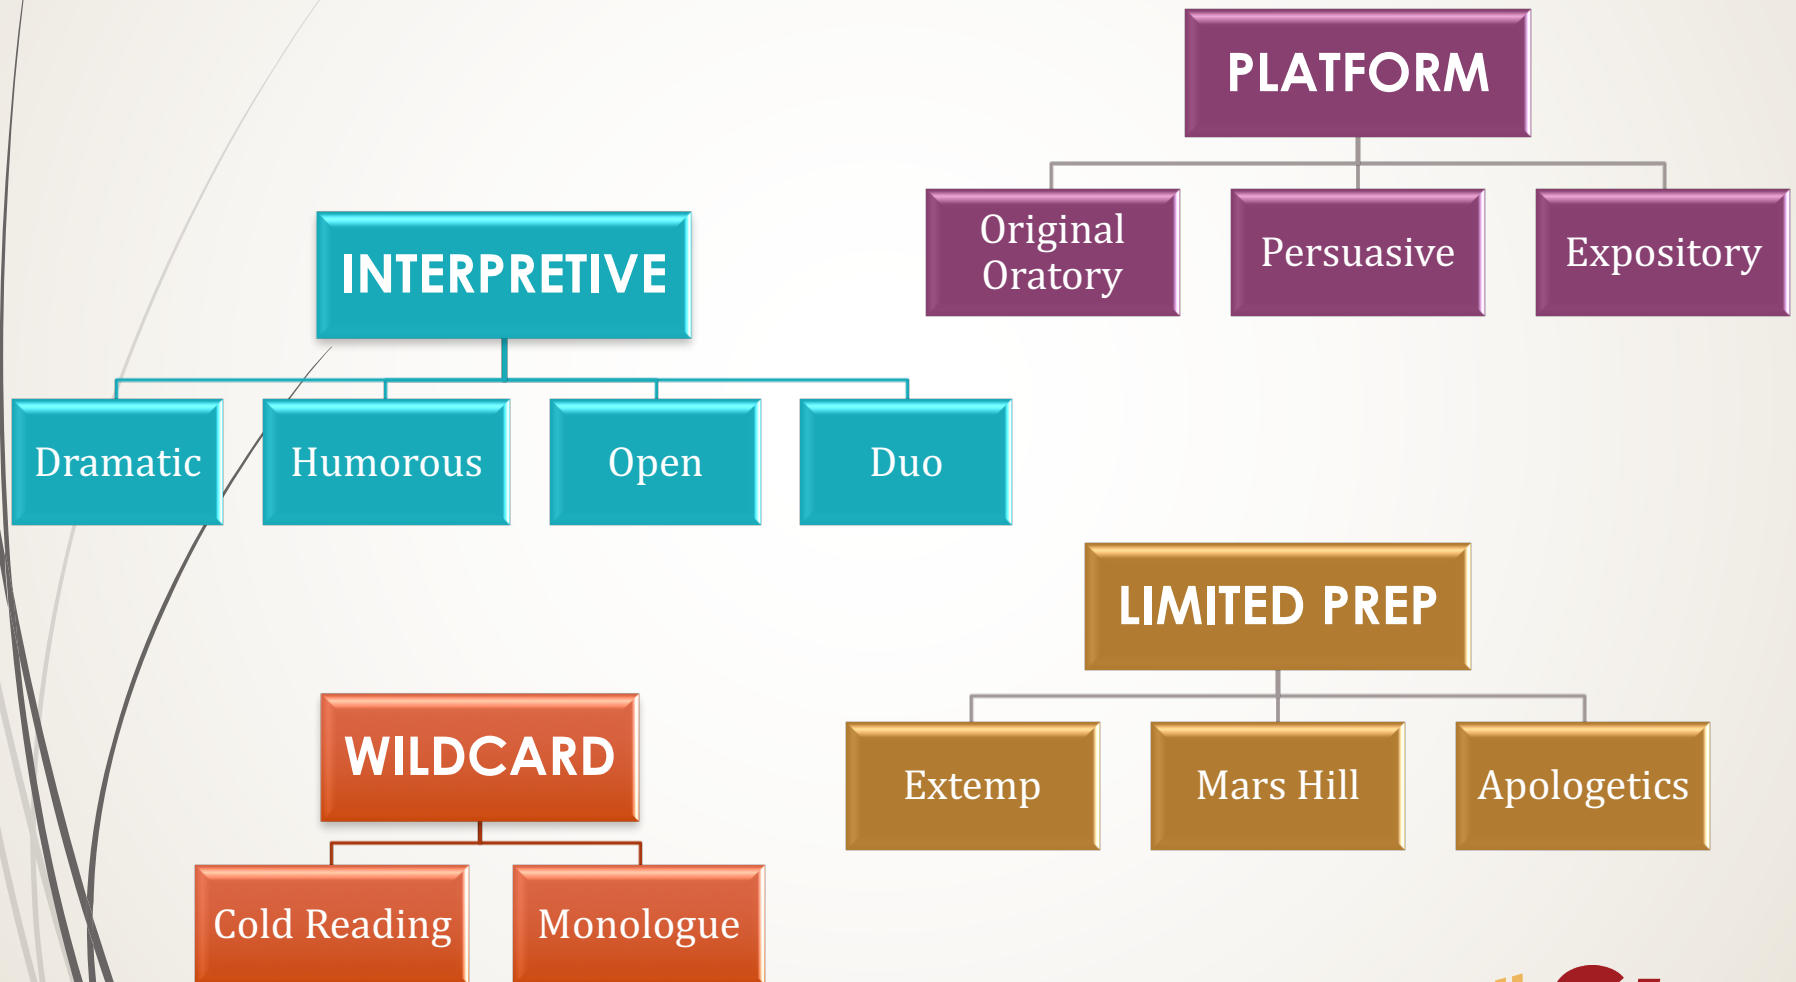 PLATFORM
Original
Oratory
Persuasive
Expository
INTERPRETIVE
Dramatic
Humorous
Open
Duo
LIMITED PREP
Extemp
Mars Hill
Apologetics
WILDCARD
Cold Reading
Monologue